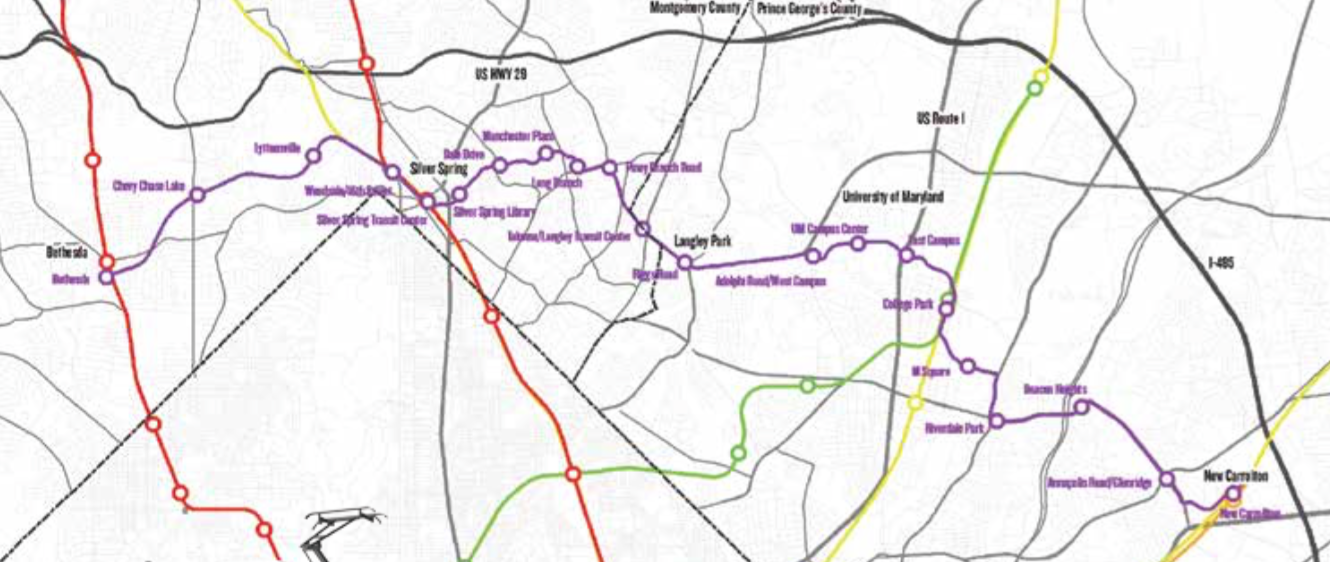 Montgomery County
Prince George's County
US HWY 29
US Route 1
Manchester Place
Lyttonsville
Dale Drive
Silver Spring
Piney Branch Road
Long Branch
Chevy Chase Lake
Woodside/16th Street
University of Maryland
Silver Spring Library
Silver Spring Transit Center
UM Campus Center
Takoma/Langley Transit Center
Langley Park
East Campus
Bethesda
I-495
Bethesda
Riggs Road
Adelphi Road/West Campus
College Park
M Square
Beacon Heights
Riverdale Park
New Carrollton
Annapolis Road/Glenridge
New Carrollton